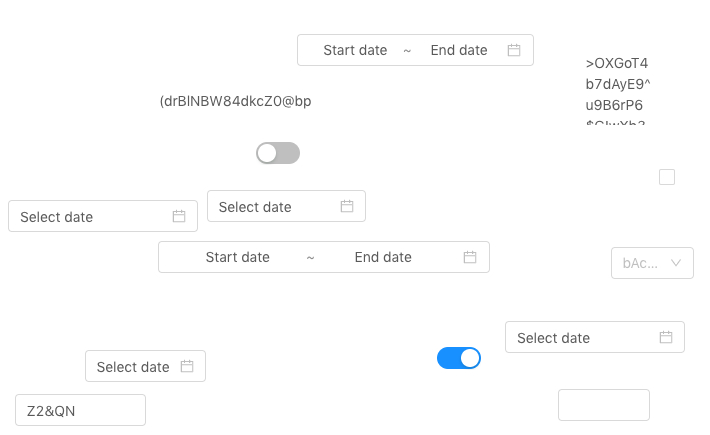 Start date ~ End date
>OXGoT4
b7dAyE9^
u9B6rP6
(drBlNBW84dkcZ0@bp
Select date
Select date
Start date ~ End date
bAc...
Select date
Select date
Z2&QN